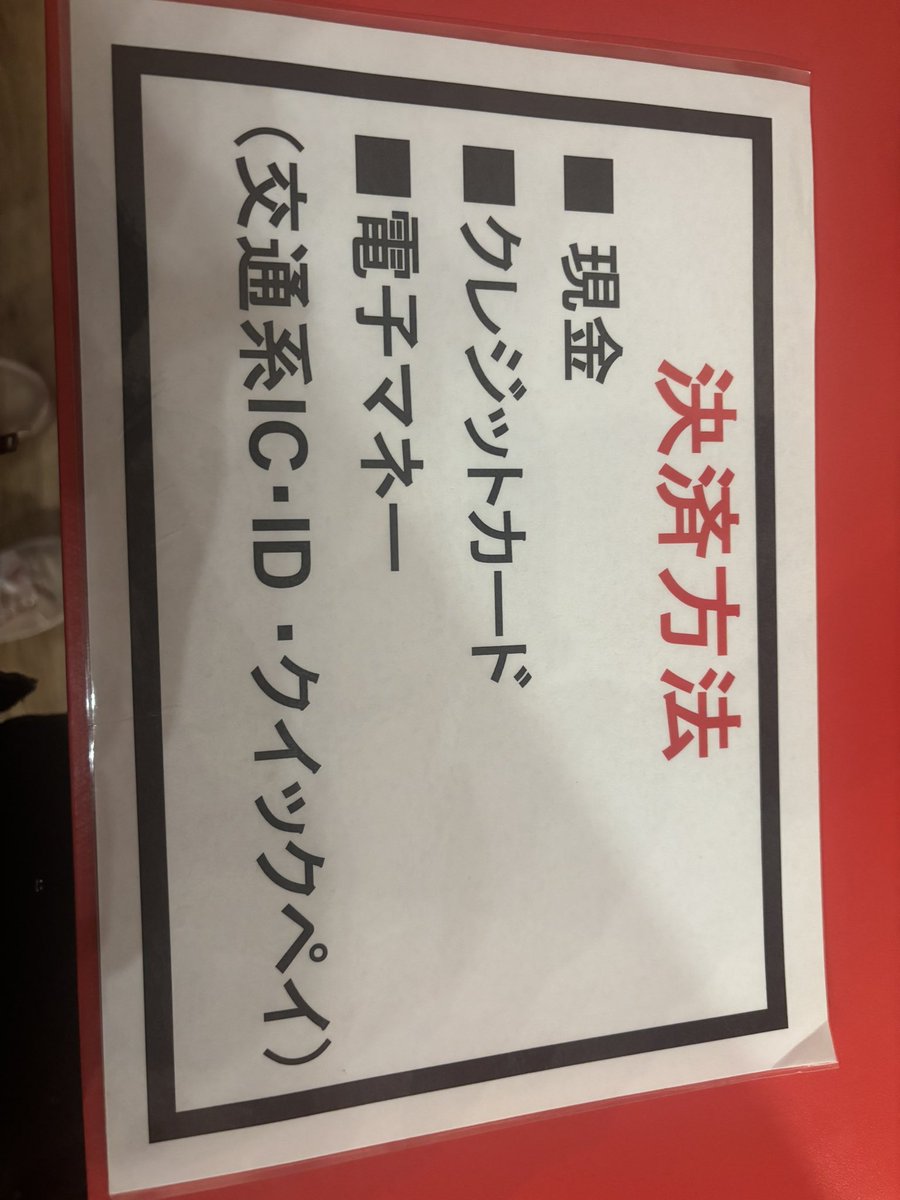 決済方法
■ 現金
■クレジットカード
■電子マネー
（交通系IC・ID・クイックペイ）